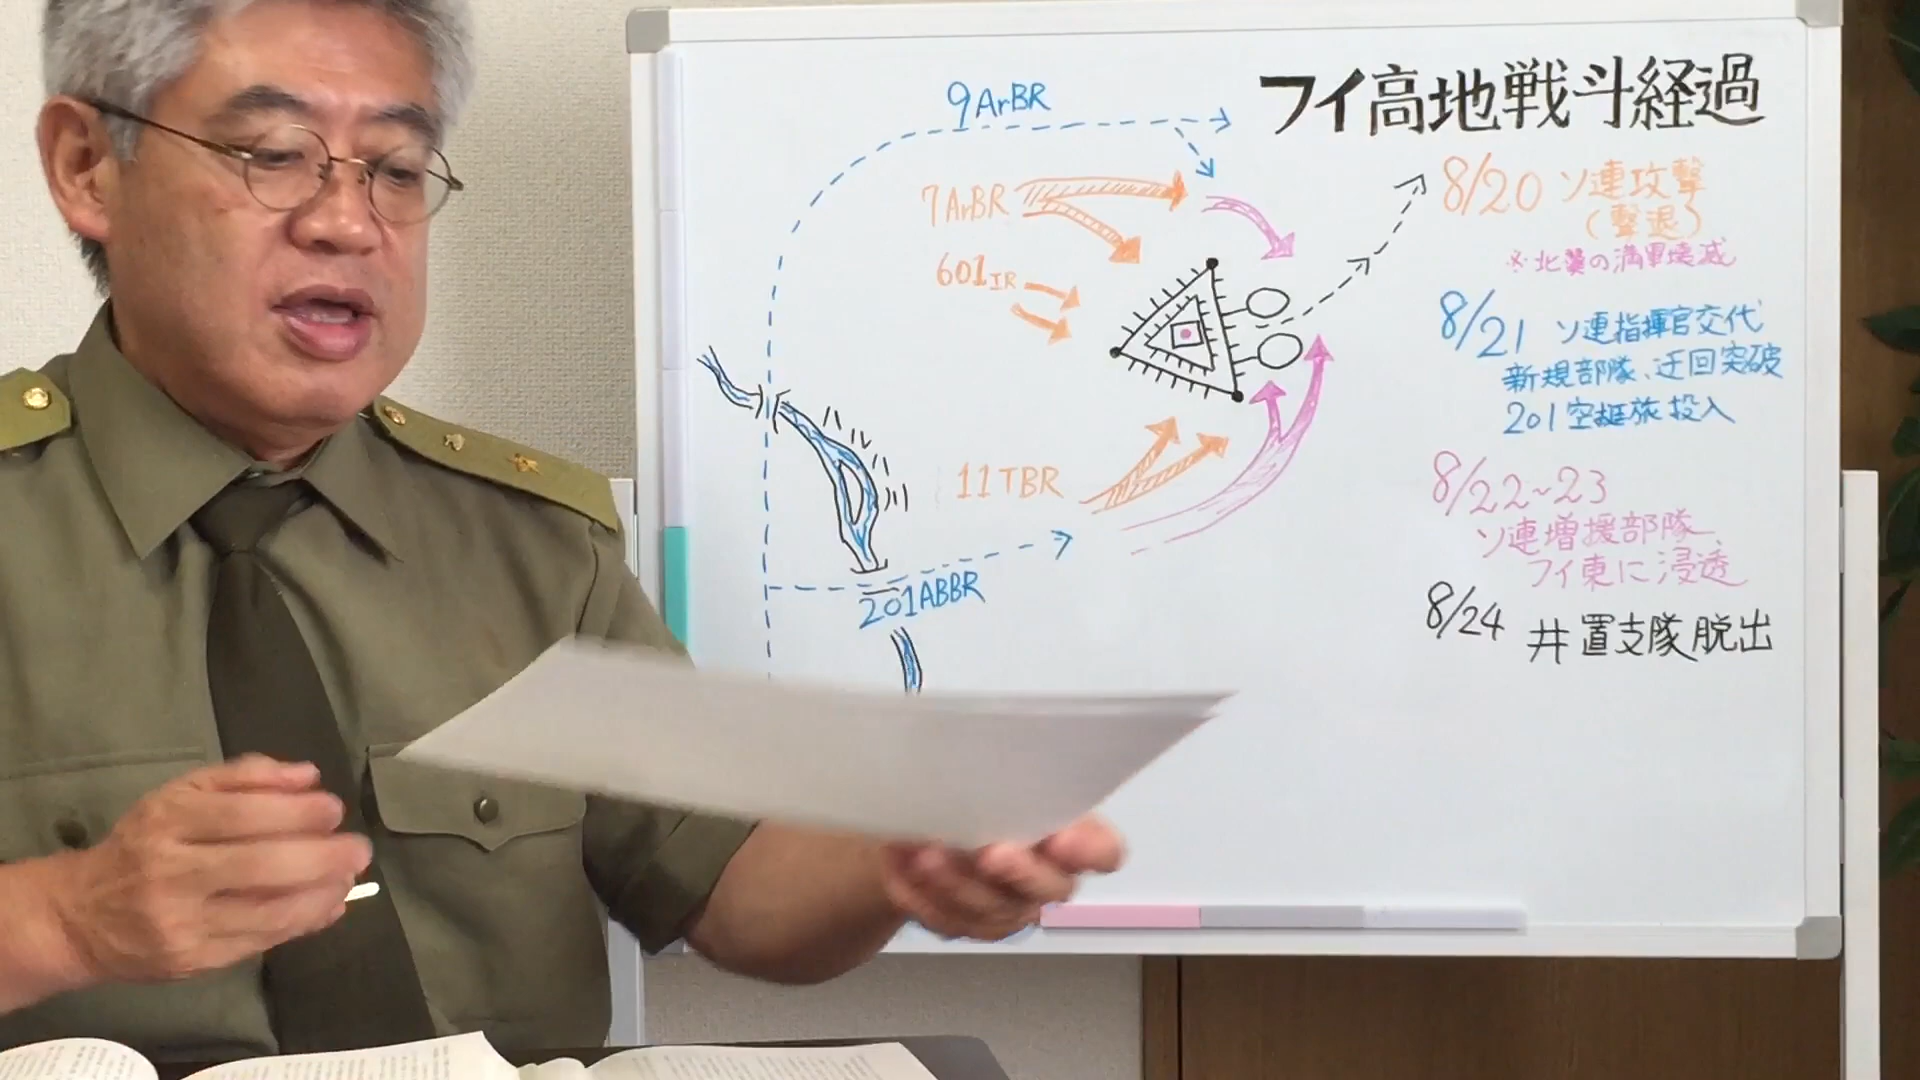 フイ高地戦斗経過
9ArBR
7ArBR
601IR
11TBR
201ABBR
8/20 ソ連攻撃
(撃退)
※北翼の満軍壊滅
8/21 ソ連指揮官交代
新規部隊、迂回突破
201空挺旅投入
8/22~23
ソ連増援部隊、
フイ東に浸透
8/24 井置支隊脱出